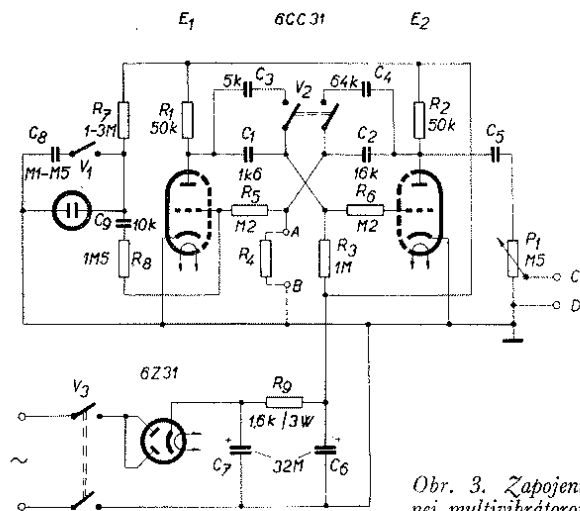 E1 6CC31 E2
5k C3 V2 64k C4
R7 1-3M
R1 50k
R2 50k
C8 M1-M5
V1
C1 1k6
C2 16k
C5
C9 10k
R5 M2
R6 M2
1M5 R8
R4
A
B
R3 1M
P1 M5
C
D
V3
6Z31
R9 1,6k/3W
~
C7 + 32M + C6
Obr. 3. Zapojení
nej multivibrátoro